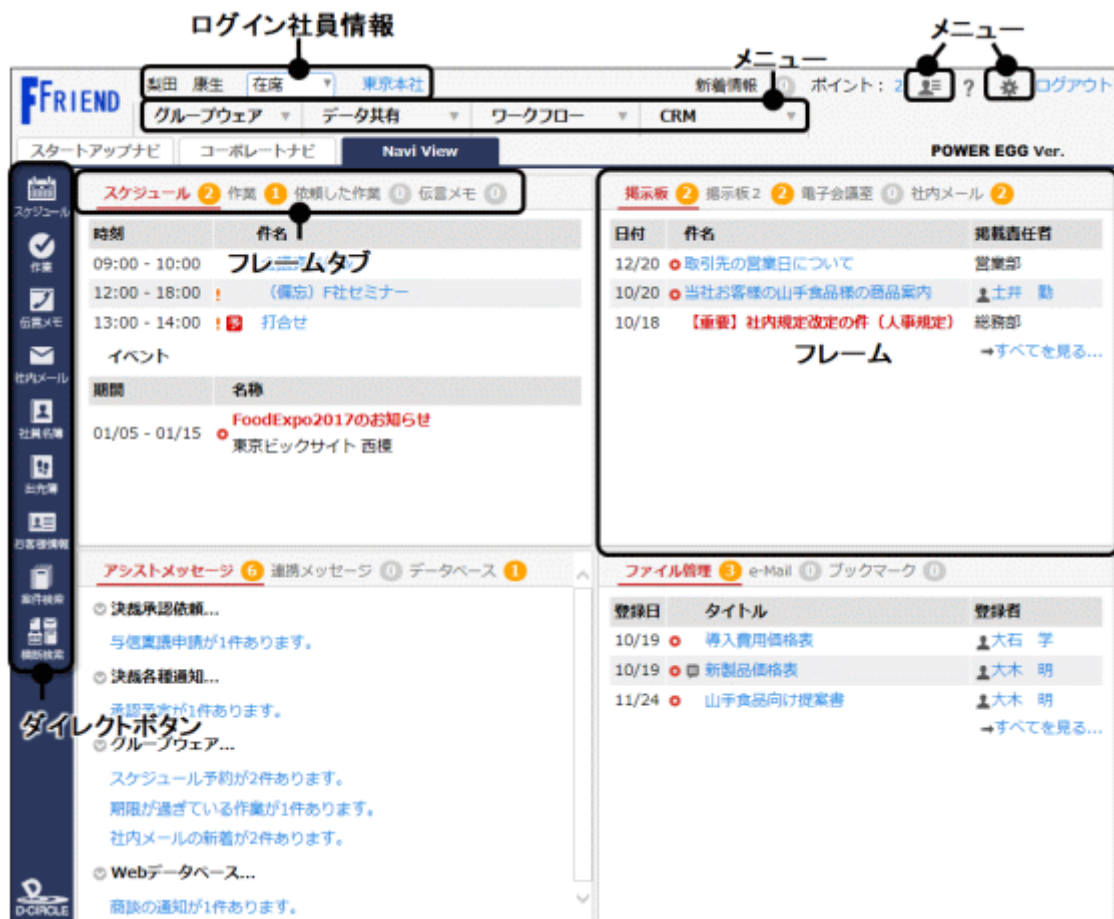 ログイン社員情報
メニュー
メニュー
FFRIEND
梨田 康生 在席 東京本社
新着情報 0 ポイント： 2 ? ログアウト
グループウェア データ共有 ワークフロー CRM
スタートアップナビ コーポレートナビ Navi View
POWER EGG Ver.
スケジュール
作業
伝言メモ
社内メール
社員名簿
出先簿
お客様情報
案件検索
横断検索
ダイレクトボタン
D-CIRCLE
スケジュール 2 作業 1 依頼した作業 0 伝言メモ 0
時刻 件名
フレームタブ
09:00 - 10:00
12:00 - 18:00 ! （備忘）F社セミナー
13:00 - 14:00 ! 打合せ
イベント
期間 名称
01/05 - 01/15 FoodExpo2017のお知らせ
東京ビックサイト 西棟
掲示板 2 掲示板２ 2 電子会議室 0 社内メール 2
日付 件名 掲載責任者
12/20 取引先の営業日について 営業部
10/20 当社お客様の山手食品様の商品案内 土井 勤
10/18 【重要】社内規定改定の件（人事規定） 総務部
フレーム
➡すべてを見る...
アシストメッセージ 6 連携メッセージ 0 データベース 1
決裁承認依頼...
与信稟議申請が1件あります。
決裁各種通知...
承認予定が1件あります。
グループウェア...
スケジュール予約が2件あります。
期限が過ぎている作業が1件あります。
社内メールの新着が2件あります。
Webデータベース...
商談の通知が1件あります。
ファイル管理 3 e-Mail 0 ブックマーク 0
登録日 タイトル 登録者
10/19 導入費用価格表 大石 学
10/19 新製品価格表 大木 明
11/24 山手食品向け提案書 大木 明
➡すべてを見る...